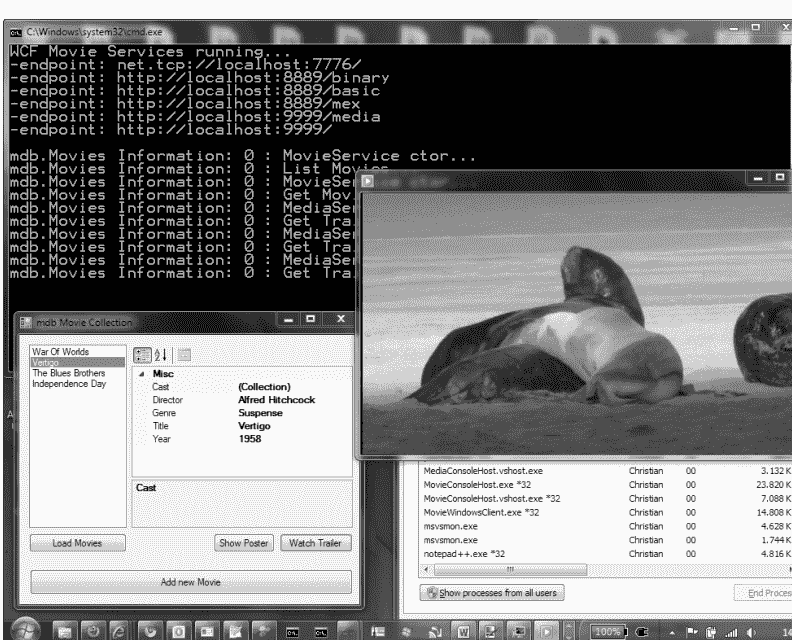 C:\Windows\system32\cmd.exe
WCF Movie Services running...
-endpoint: net.tcp://localhost:7776/
-endpoint: http://localhost:8889/binary
-endpoint: http://localhost:8889/basic
-endpoint: http://localhost:8889/mex
-endpoint: http://localhost:9999/media
-endpoint: http://localhost:9999/
mdb.Movies Information: 0 : MovieService ctor...
mdb.Movies Information: 0 : List Movies
mdb.Movies Information: 0 : MovieSer
mdb.Movies Information: 0 : Get Mov
mdb.Movies Information: 0 : MediaSer
mdb.Movies Information: 0 : Get Tra
mdb.Movies Information: 0 : MediaSer
mdb.Movies Information: 0 : Get Tra
mdb.Movies Information: 0 : MediaSer
mdb.Movies Information: 0 : Get Tra
mdb Movie Collection
War Of Worlds
Vertigo
The Blues Brothers
Independence Day
Misc
Cast (Collection)
Director Alfred Hitchcock
Genre Suspense
Title Vertigo
Year 1958
Cast
Load Movies
Show Poster
Watch Trailer
Add new Movie
MediaConsoleHost.vshost.exe Christian 00 3.132 K
MovieConsoleHost.exe *32 Christian 00 23.820 K
MovieConsoleHost.vshost.exe *32 Christian 00 7.088 K
MovieWindowsClient.exe *32 Christian 00 14.808 K
msvsmon.exe Christian 00 4.628 K
msvsmon.exe Christian 00 1.744 K
notepad++.exe *32 Christian 00 4.816 K
Show processes from all users
End Proces
100%